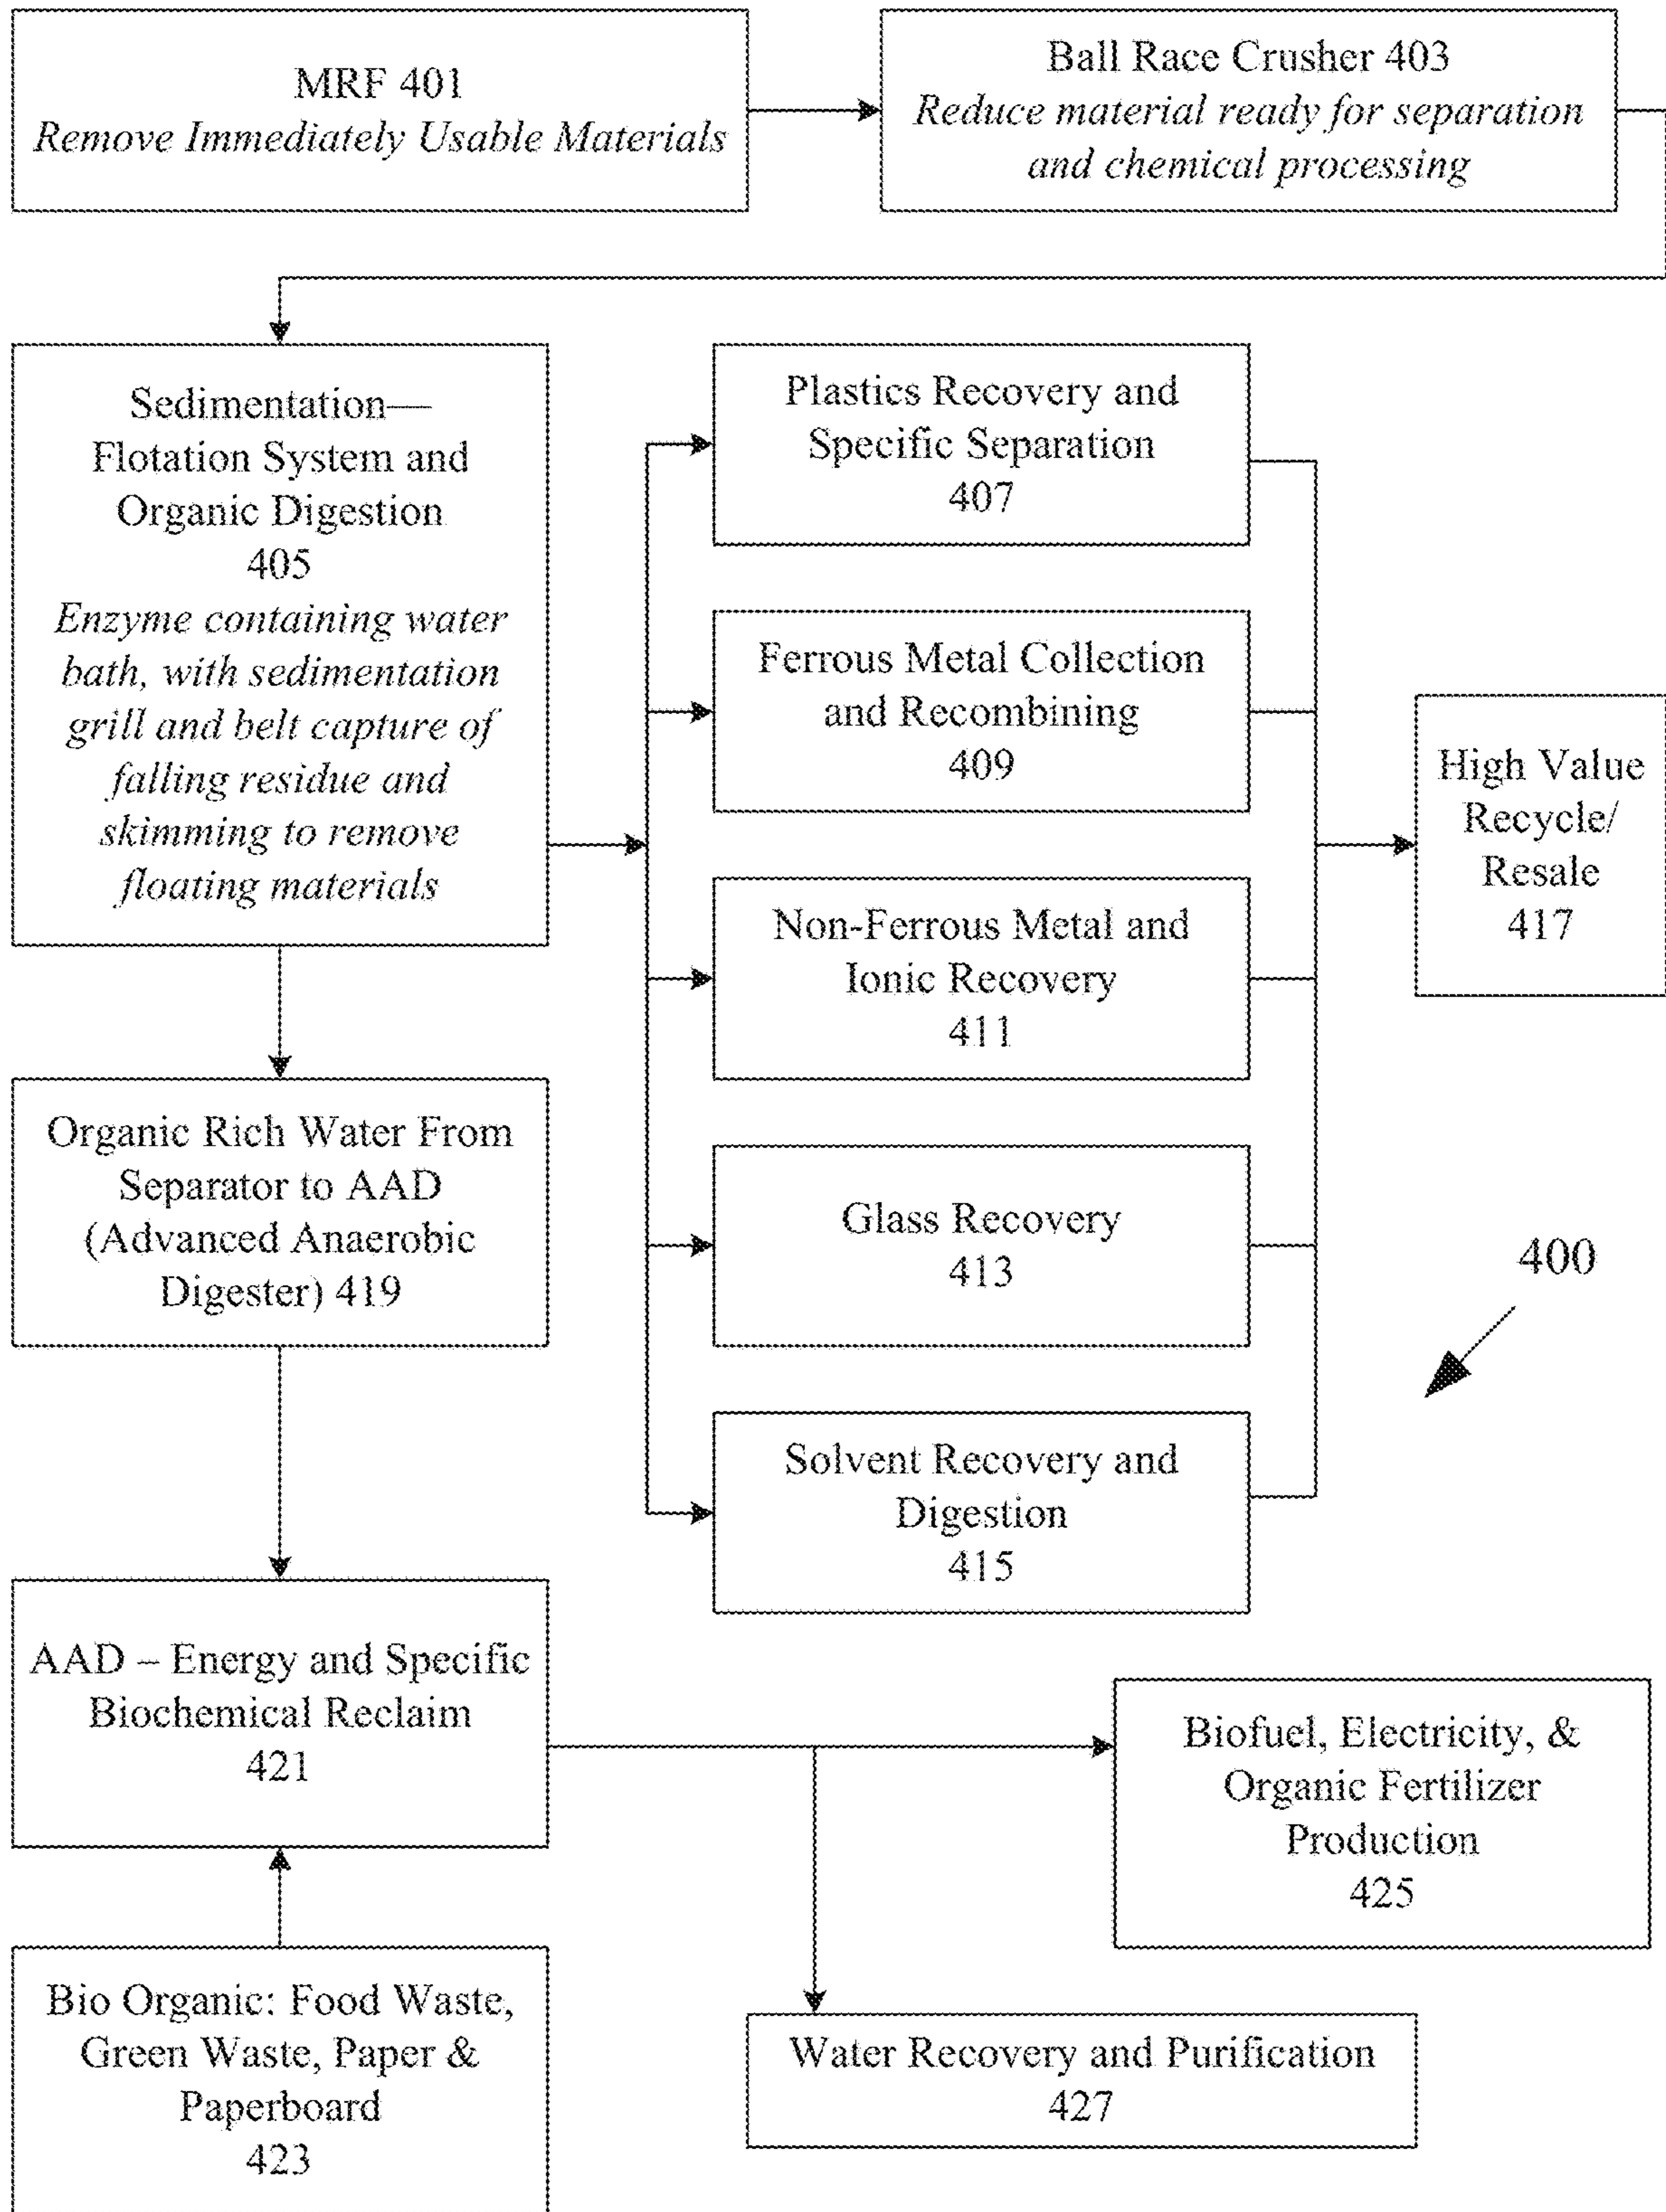 MRF 401
Remove Immediately Usable Materials
Ball Race Crusher 403
Reduce material ready for separation
and chemical processing
Sedimentation—
Flotation System and
Organic Digestion
405
Enzyme containing water
bath, with sedimentation
grill and belt capture of
falling residue and
skimming to remove
floating materials
Plastics Recovery and
Specific Separation
407
Ferrous Metal Collection
and Recombining
409
Non-Ferrous Metal and
Ionic Recovery
411
Glass Recovery
413
Solvent Recovery and
Digestion
415
High Value
Recycle/
Resale
417
400
Organic Rich Water From
Separator to AAD
(Advanced Anaerobic
Digester) 419
AAD – Energy and Specific
Biochemical Reclaim
421
Bio Organic: Food Waste,
Green Waste, Paper &
Paperboard
423
Biofuel, Electricity, &
Organic Fertilizer
Production
425
Water Recovery and Purification
427